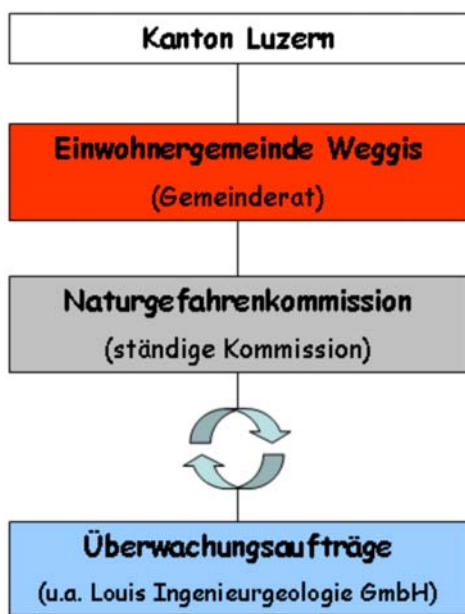 Kanton Luzern
Einwohnergemeinde Weggis
(Gemeinderat)
Naturgefahrenkommission
(ständige Kommission)
Überwachungsaufträge
(u.a. Louis Ingenieurgeologie GmbH)